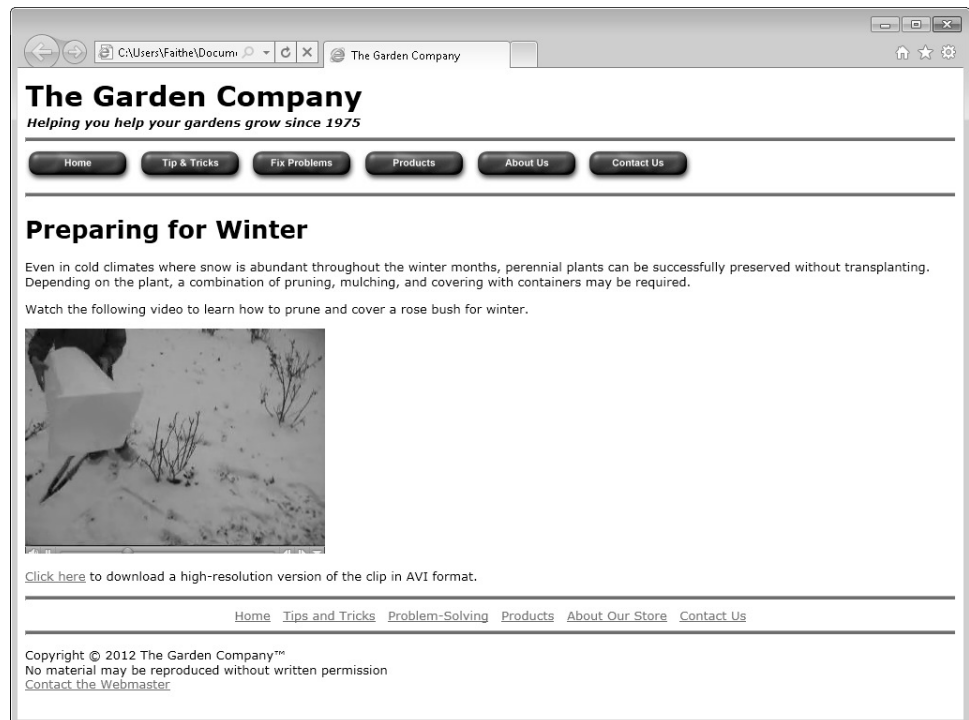 C:\Users\Faithe\Docum
The Garden Company
The Garden Company
Helping you help your gardens grow since 1975
Home Tip & Tricks Fix Problems Products About Us Contact Us
Preparing for Winter
Even in cold climates where snow is abundant throughout the winter months, perennial plants can be successfully preserved without transplanting.
Depending on the plant, a combination of pruning, mulching, and covering with containers may be required.
Watch the following video to learn how to prune and cover a rose bush for winter.
Click here to download a high-resolution version of the clip in AVI format.
Home Tips and Tricks Problem-Solving Products About Our Store Contact Us
Copyright © 2012 The Garden Company™
No material may be reproduced without written permission
Contact the Webmaster